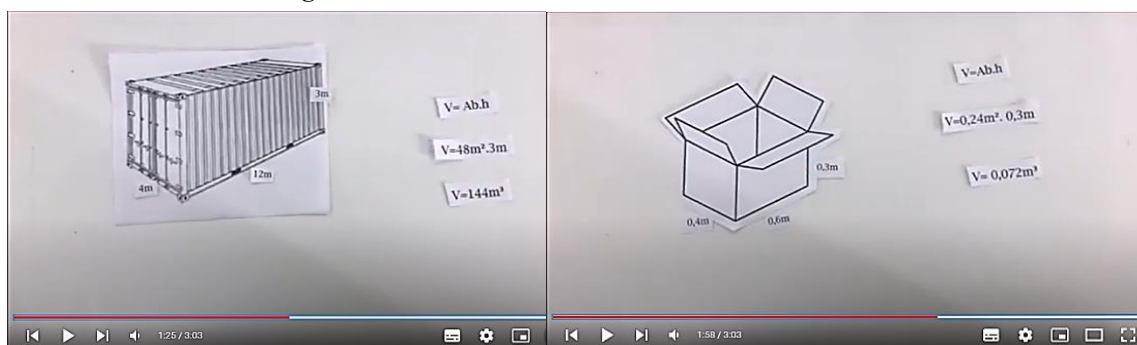 3m
V= Ab.h
V=48m².3m
12m
4m
V=144m³
1:25 / 3:03
V=Ab.h
V=0,24m². 0,3m
0,3m
V= 0,072m³
0,4m
0,6m
1:58 / 3:03